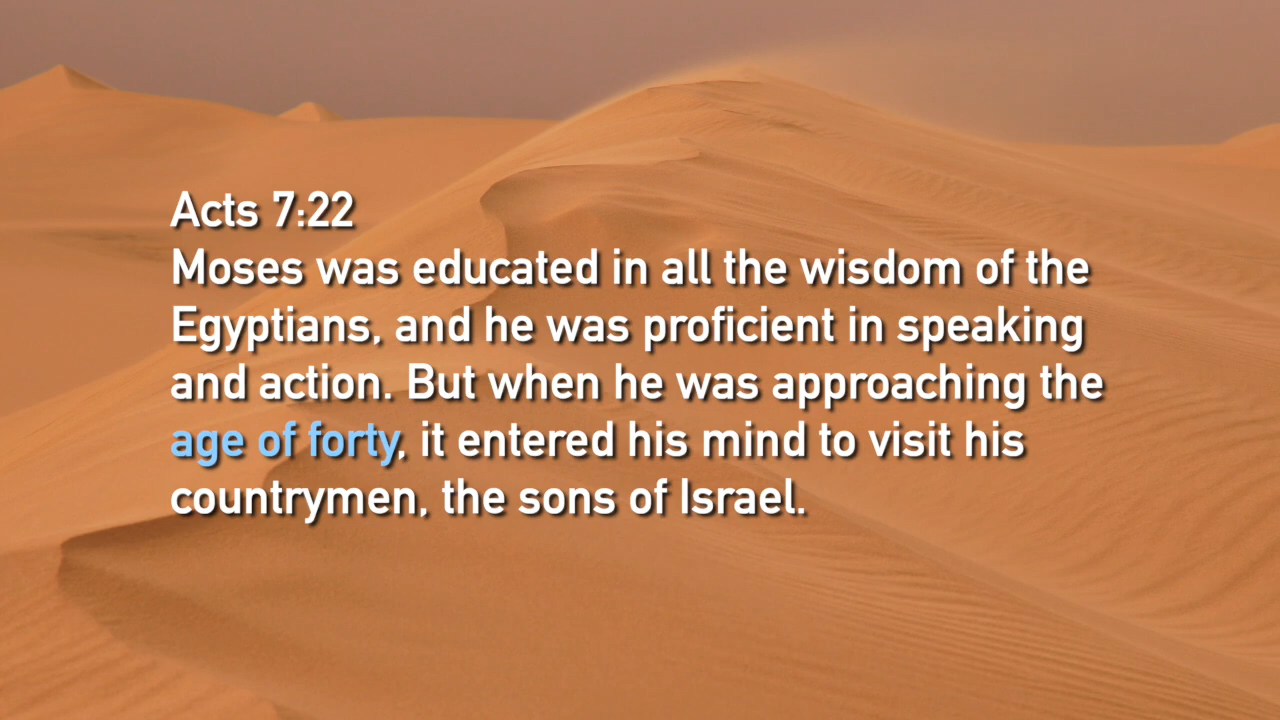 Acts 7:22
Moses was educated in all the wisdom of the
Egyptians, and he was proficient in speaking
and action. But when he was approaching the
age of forty, it entered his mind to visit his
countrymen, the sons of Israel.